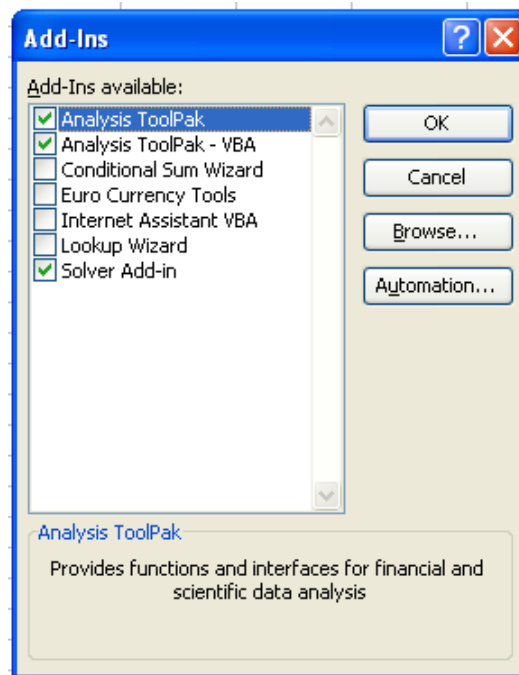 Add-Ins
Add-Ins available:
Analysis ToolPak
Analysis ToolPak - VBA
Conditional Sum Wizard
Euro Currency Tools
Internet Assistant VBA
Lookup Wizard
Solver Add-in
OK
Cancel
Browse...
Automation...
Analysis ToolPak
Provides functions and interfaces for financial and
scientific data analysis